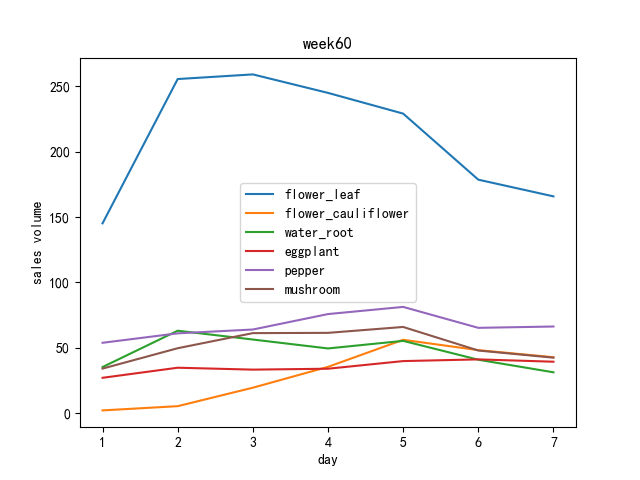 week60
sales volume
250
200
150
100
50
0
flower_leaf
flower_cauliflower
water_root
eggplant
pepper
mushroom
1 2 3 4 5 6 7
day